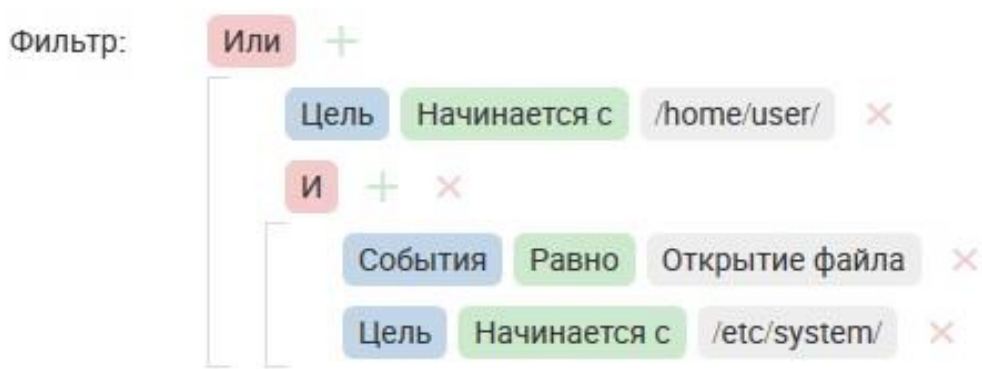 Фильтр: Или +
Цель Начинается с /home/user/ ×
И + ×
События Равно Открытие файла ×
Цель Начинается с /etc/system/ ×